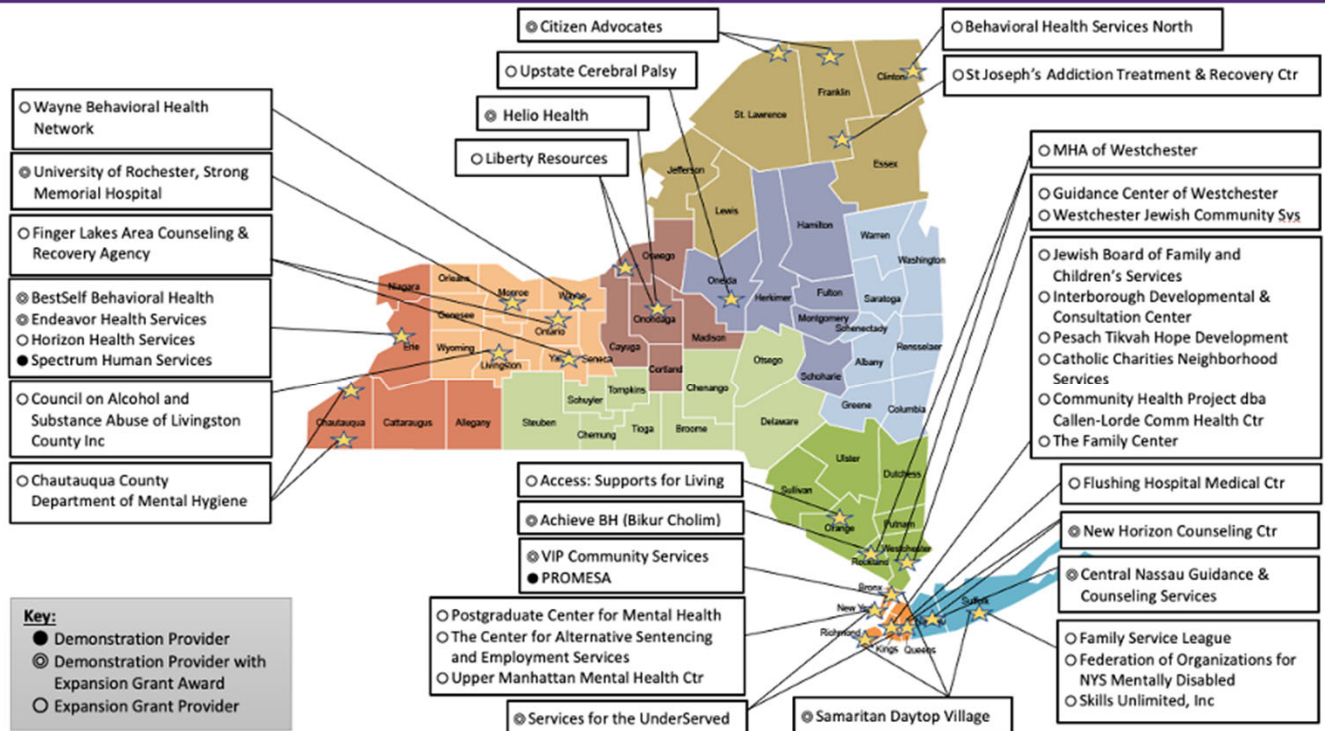 ◎ Citizen Advocates
○ Behavioral Health Services North
○ Upstate Cerebral Palsy
○ St Joseph's Addiction Treatment & Recovery Ctr
○ Wayne Behavioral Health
Network
◎ Helio Health
○ Liberty Resources
◎ University of Rochester, Strong
Memorial Hospital
○ Finger Lakes Area Counseling &
Recovery Agency
◎ BestSelf Behavioral Health
◎ Endeavor Health Services
○ Horizon Health Services
● Spectrum Human Services
○ Council on Alcohol and
Substance Abuse of Livingston
County Inc
○ Chautauqua County
Department of Mental Hygiene
○ MHA of Westchester
○ Guidance Center of Westchester
○ Westchester Jewish Community Svs
○ Jewish Board of Family and
Children's Services
○ Interborough Developmental &
Consultation Center
○ Pesach Tikvah Hope Development
○ Catholic Charities Neighborhood
Services
○ Community Health Project dba
Callen-Lorde Comm Health Ctr
○ The Family Center
○ Flushing Hospital Medical Ctr
◎ New Horizon Counseling Ctr
◎ Central Nassau Guidance &
Counseling Services
○ Family Service League
○ Federation of Organizations for
NYS Mentally Disabled
○ Skills Unlimited, Inc
○ Access: Supports for Living
◎ Achieve BH (Bikur Cholim)
◎ VIP Community Services
● PROMESA
○ Postgraduate Center for Mental Health
○ The Center for Alternative Sentencing
and Employment Services
○ Upper Manhattan Mental Health Ctr
◎ Services for the UnderServed
◎ Samaritan Daytop Village
Key:
● Demonstration Provider
◎ Demonstration Provider with
Expansion Grant Award
○ Expansion Grant Provider
Clinton
Franklin
St. Lawrence
Essex
Jefferson
Lewis
Hamilton
Warren
Washington
Oswego
Oneida
Herkimer
Fulton
Saratoga
Montgomery
Schenectady
Rensselaer
Albany
Schoharie
Greene
Columbia
Niagara
Orleans
Monroe
Wayne
Genesee
Ontario
Onondaga
Madison
Erie
Wyoming
Livingston
Seneca
Cayuga
Cortland
Otsego
Chenango
Tompkins
Schuyler
Chautauqua
Cattaraugus
Allegany
Steuben
Chemung
Tioga
Broome
Delaware
Ulster
Dutchess
Sullivan
Orange
Putnam
Westchester
Rockland
Bronx
New York
Richmond
Kings
Queens
Suffolk